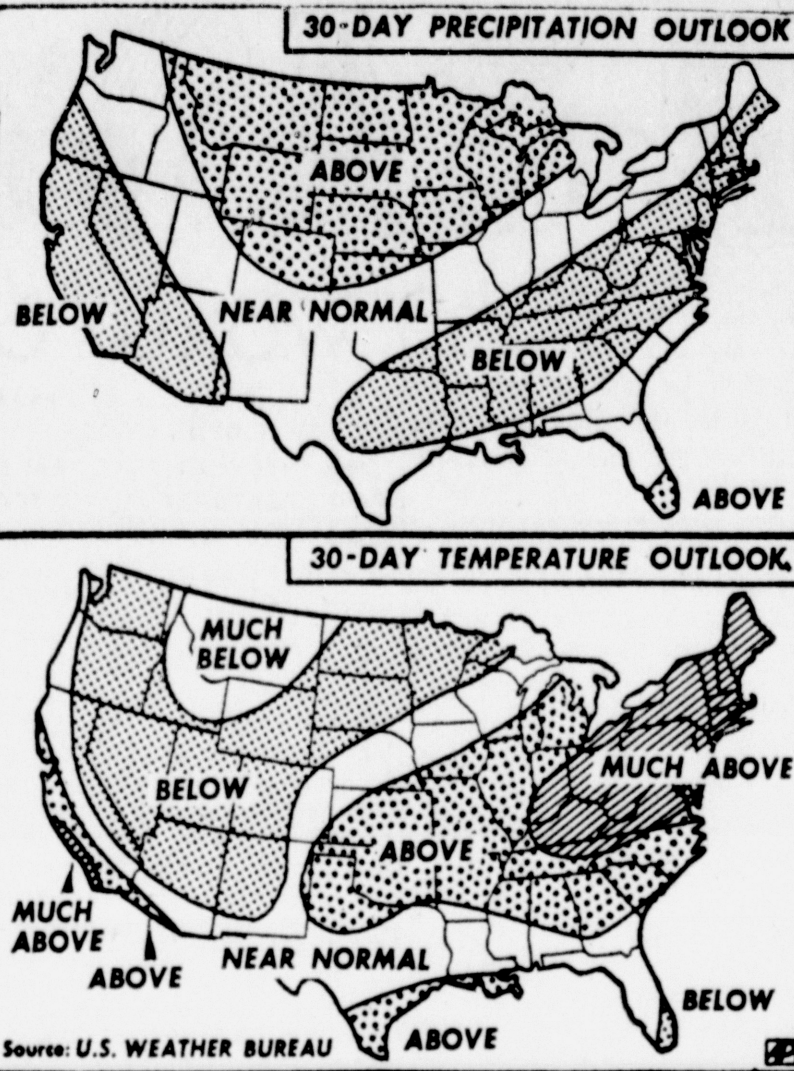 30-DAY PRECIPITATION OUTLOOK
ABOVE
BELOW
NEAR NORMAL
BELOW
ABOVE
30-DAY TEMPERATURE OUTLOOK.
MUCH
BELOW
BELOW
MUCH ABOVE
ABOVE
MUCH
ABOVE
ABOVE
NEAR NORMAL
BELOW
ABOVE
Source: U.S. WEATHER BUREAU
AP